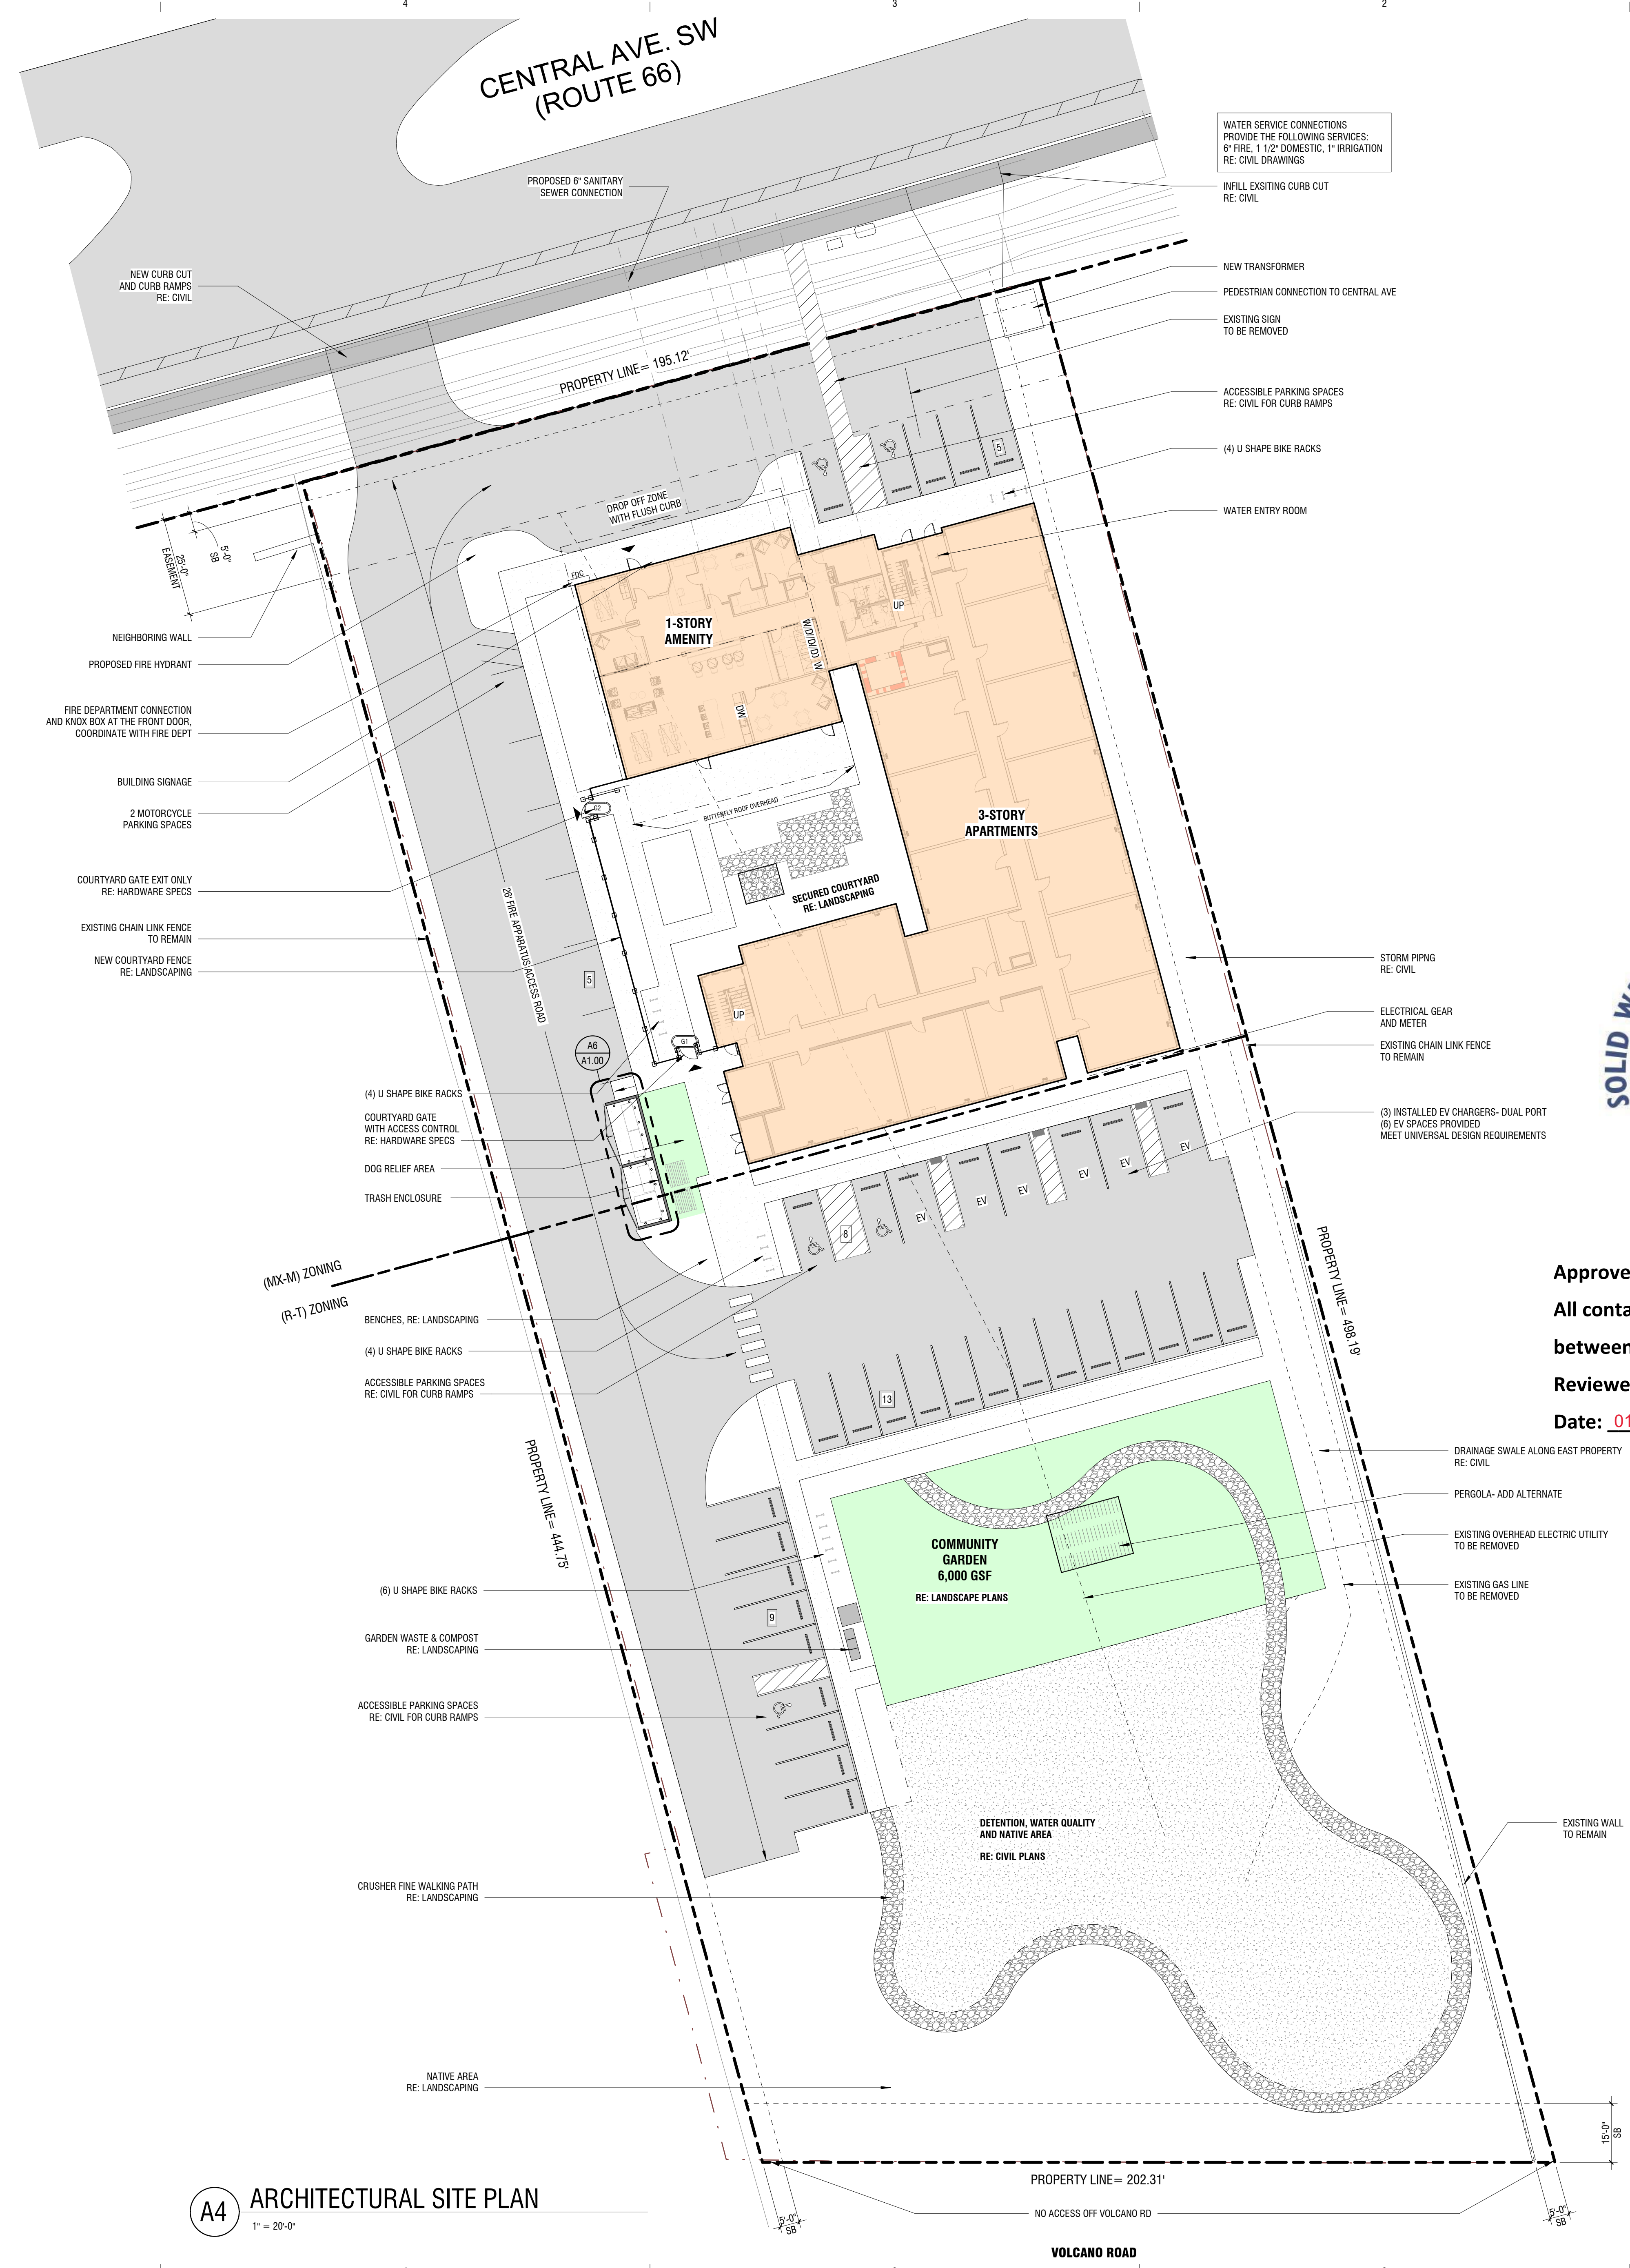 4
3
2
CENTRAL AVE. SW
(ROUTE 66)
WATER SERVICE CONNECTIONS
PROVIDE THE FOLLOWING SERVICES:
6" FIRE, 1 1/2" DOMESTIC, 1" IRRIGATION
RE: CIVIL DRAWINGS
PROPOSED 6" SANITARY
SEWER CONNECTION
INFILL EXSITING CURB CUT
RE: CIVIL
NEW CURB CUT
AND CURB RAMPS
RE: CIVIL
NEW TRANSFORMER
PEDESTRIAN CONNECTION TO CENTRAL AVE
EXISTING SIGN
TO BE REMOVED
PROPERTY LINE= 195.12'
ACCESSIBLE PARKING SPACES
RE: CIVIL FOR CURB RAMPS
(4) U SHAPE BIKE RACKS
5
DROP OFF ZONE
WITH FLUSH CURB
WATER ENTRY ROOM
5'-0"
SB
25'-0"
EASEMENT
FDC
UP
1-STORY
AMENITY
W/D/D/D/D W
DW
NEIGHBORING WALL
PROPOSED FIRE HYDRANT
FIRE DEPARTMENT CONNECTION
AND KNOX BOX AT THE FRONT DOOR,
COORDINATE WITH FIRE DEPT
BUILDING SIGNAGE
2 MOTORCYCLE
PARKING SPACES
G2
BUTTERFLY ROOF OVERHEAD
3-STORY
APARTMENTS
COURTYARD GATE EXIT ONLY
RE: HARDWARE SPECS
SECURED COURTYARD
RE: LANDSCAPING
26' FIRE APPARATUS ACCESS ROAD
EXISTING CHAIN LINK FENCE
TO REMAIN
NEW COURTYARD FENCE
RE: LANDSCAPING
5
STORM PIPNG
RE: CIVIL
UP
ELECTRICAL GEAR
AND METER
EXISTING CHAIN LINK FENCE
TO REMAIN
G1
A6
A1.00
SOLID
(4) U SHAPE BIKE RACKS
COURTYARD GATE
WITH ACCESS CONTROL
RE: HARDWARE SPECS
DOG RELIEF AREA
TRASH ENCLOSURE
(3) INSTALLED EV CHARGERS- DUAL PORT
(6) EV SPACES PROVIDED
MEET UNIVERSAL DESIGN REQUIREMENTS
EV
EV
EV
EV
EV
EV
8
(MX-M) ZONING
(R-T) ZONING
PROPERTY LINE= 498.19'
Approve
All conta
between
Reviewe
Date: 01
BENCHES, RE: LANDSCAPING
(4) U SHAPE BIKE RACKS
ACCESSIBLE PARKING SPACES
RE: CIVIL FOR CURB RAMPS
13
PROPERTY LINE= 444.75'
DRAINAGE SWALE ALONG EAST PROPERTY
RE: CIVIL
PERGOLA- ADD ALTERNATE
EXISTING OVERHEAD ELECTRIC UTILITY
TO BE REMOVED
EXISTING GAS LINE
TO BE REMOVED
COMMUNITY
GARDEN
6,000 GSF
RE: LANDSCAPE PLANS
(6) U SHAPE BIKE RACKS
9
GARDEN WASTE & COMPOST
RE: LANDSCAPING
ACCESSIBLE PARKING SPACES
RE: CIVIL FOR CURB RAMPS
DETENTION, WATER QUALITY
AND NATIVE AREA
RE: CIVIL PLANS
EXISTING WALL
TO REMAIN
CRUSHER FINE WALKING PATH
RE: LANDSCAPING
NATIVE AREA
RE: LANDSCAPING
15'-0"
SB
PROPERTY LINE= 202.31'
NO ACCESS OFF VOLCANO RD
5'-0"
SB
5'-0"
SB
VOLCANO ROAD
A4
ARCHITECTURAL SITE PLAN
1" = 20'-0"